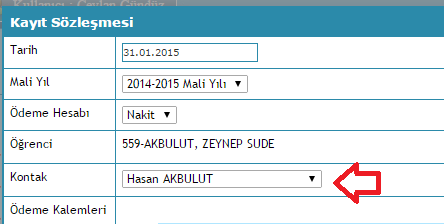 Kullanıcı : Ceylan Gündüz
Kayıt Sözleşmesi
Tarih 31.01.2015
Mali Yıl 2014-2015 Mali Yılı
Ödeme Hesabı Nakit
Öğrenci 559-AKBULUT, ZEYNEP SUDE
Kontak Hasan AKBULUT
Ödeme Kalemleri